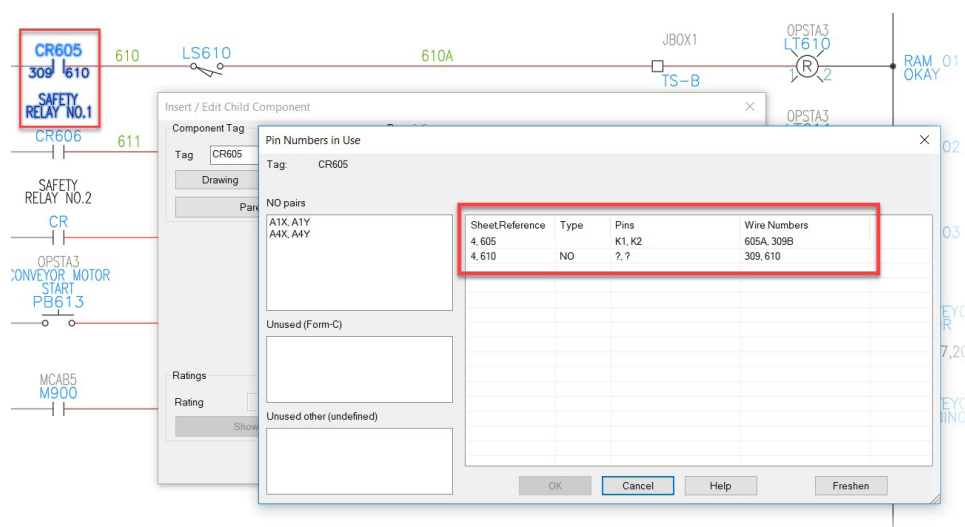 CR605
309 610
SAFETY
RELAY NO.1
610
LS610
610A
JBOX1
TS-B
OPSTA3
LT610
R
1 2
RAM 01
OKAY
CR606
611
SAFETY
RELAY NO.2
CR
OPSTA3
CONVEYOR MOTOR
START
PB613
MCAB5
M900
OPSTA3
02
03
7,20
Insert / Edit Child Component
Component Tag
Tag CR605
Drawing
Ratings
Rating
Show
Pin Numbers in Use
Tag: CR605
NO pairs
A1X, A1Y
A4X, A4Y
Unused (Form-C)
Unused other (undefined)
Sheet,Reference Type Pins Wire Numbers
4, 605 K1, K2 605A, 309B
4, 610 NO ?, ? 309, 610
OK Cancel Help Freshen